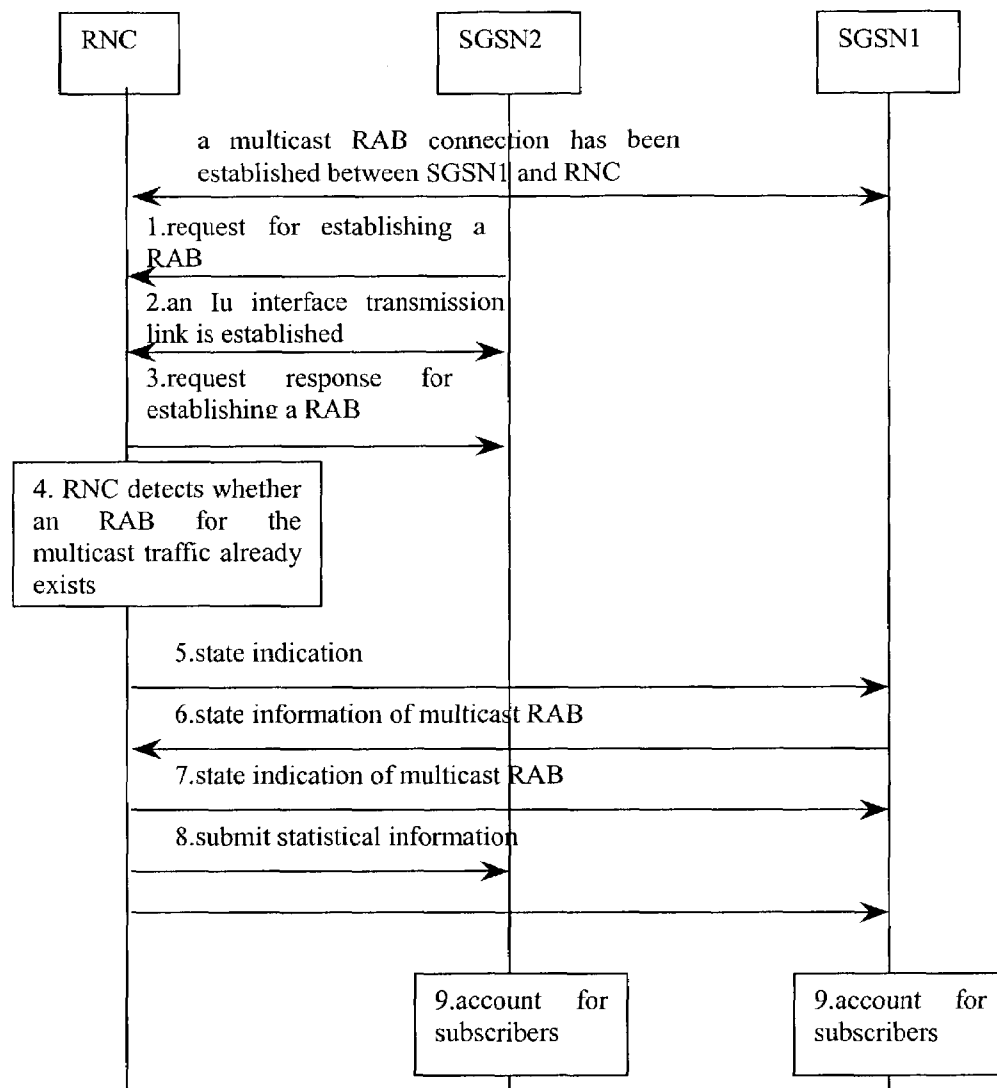 RNC
SGSN2
SGSN1
a multicast RAB connection has been
established between SGSN1 and RNC
1.request for establishing a
RAB
2.an Iu interface transmission
link is established
3.request response for
establishing a RAB
4. RNC detects whether
an RAB for the
multicast traffic already
exists
5.state indication
6.state information of multicast RAB
7.state indication of multicast RAB
8.submit statistical information
9.account for
subscribers
9.account for
subscribers